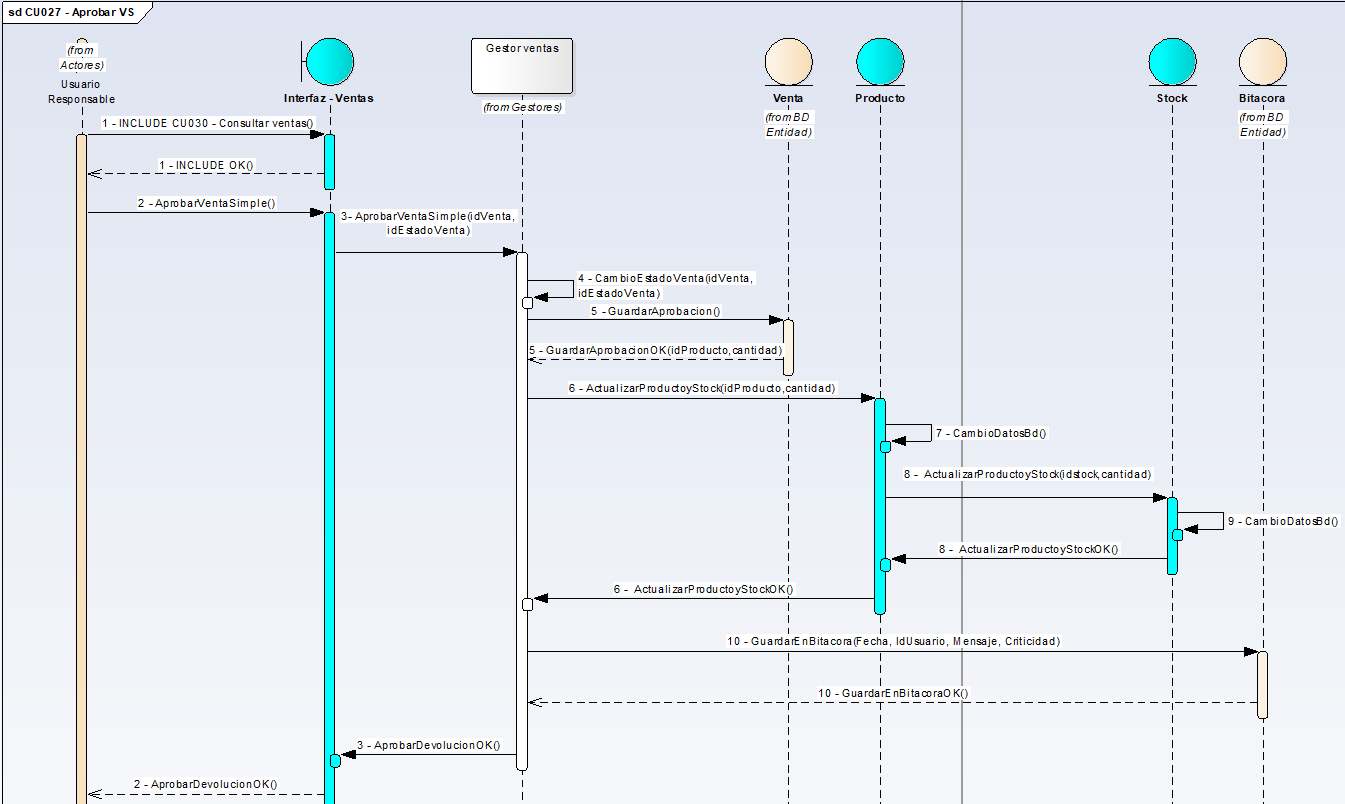 sd CU027 - Aprobar VS
(from
Actores)
Usuario
Responsable
Interfaz - Ventas
Gestor ventas
(from Gestores)
Venta
(from BD
Entidad)
Producto
Stock
Bitacora
(from BD
Entidad)
1 - INCLUDE CU030 - Consultar ventas()
1 - INCLUDE OK()
2 - AprobarVentaSimple()
3- AprobarVentaSimple(idVenta,
idEstadoVenta)
4 - CambioEstadoVenta(idVenta,
idEstadoVenta)
5 - GuardarAprobacion()
5 - GuardarAprobacionOK(idProducto,cantidad)
6 - ActualizarProductoyStock(idProducto,cantidad)
7 - CambioDatosBd()
8 - ActualizarProductoyStock(idstock,cantidad)
9 - CambioDatosBd()
8 - ActualizarProductoyStockOK()
6 - ActualizarProductoyStockOK()
10 - GuardarEnBitacora(Fecha, IdUsuario, Mensaje, Criticidad)
10 - GuardarEnBitacoraOK()
3 - AprobarDevolucionOK()
2 - AprobarDevolucionOK()